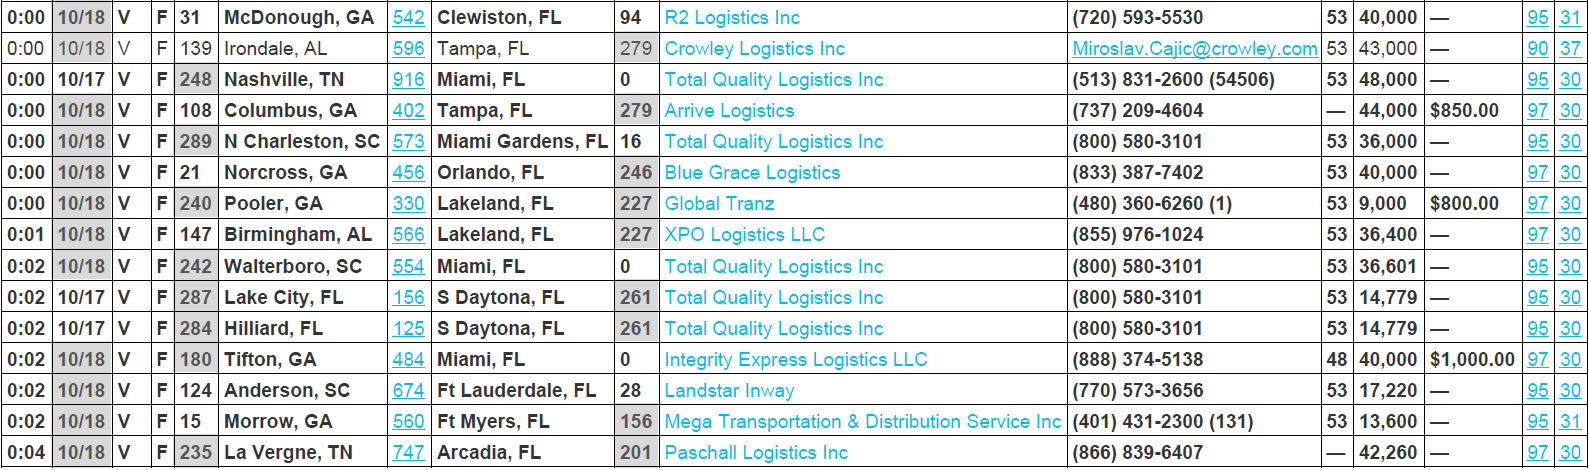 0:00 10/18 V F 31 McDonough, GA 542 Clewiston, FL 94 R2 Logistics Inc (720) 593-5530 53 40,000 — 95 31
0:00 10/18 V F 139 Irondale, AL 596 Tampa, FL 279 Crowley Logistics Inc Miroslav.Cajic@crowley.com 53 43,000 — 90 37
0:00 10/17 V F 248 Nashville, TN 916 Miami, FL 0 Total Quality Logistics Inc (513) 831-2600 (54506) 53 48,000 — 95 30
0:00 10/18 V F 108 Columbus, GA 402 Tampa, FL 279 Arrive Logistics (737) 209-4604 — 44,000 $850.00 97 30
0:00 10/18 V F 289 N Charleston, SC 573 Miami Gardens, FL 16 Total Quality Logistics Inc (800) 580-3101 53 36,000 — 95 30
0:00 10/18 V F 21 Norcross, GA 456 Orlando, FL 246 Blue Grace Logistics (833) 387-7402 53 40,000 — 97 30
0:00 10/18 V F 240 Pooler, GA 330 Lakeland, FL 227 Global Tranz (480) 360-6260 (1) 53 9,000 $800.00 97 30
0:01 10/18 V F 147 Birmingham, AL 566 Lakeland, FL 227 XPO Logistics LLC (855) 976-1024 53 36,400 — 97 30
0:02 10/18 V F 242 Walterboro, SC 554 Miami, FL 0 Total Quality Logistics Inc (800) 580-3101 53 36,601 — 95 30
0:02 10/17 V F 287 Lake City, FL 156 S Daytona, FL 261 Total Quality Logistics Inc (800) 580-3101 53 14,779 — 95 30
0:02 10/17 V F 284 Hilliard, FL 125 S Daytona, FL 261 Total Quality Logistics Inc (800) 580-3101 53 14,779 — 95 30
0:02 10/18 V F 180 Tifton, GA 484 Miami, FL 0 Integrity Express Logistics LLC (888) 374-5138 48 40,000 $1,000.00 97 30
0:02 10/18 V F 124 Anderson, SC 674 Ft Lauderdale, FL 28 Landstar Inway (770) 573-3656 53 17,220 — 95 30
0:02 10/18 V F 15 Morrow, GA 560 Ft Myers, FL 156 Mega Transportation & Distribution Service Inc (401) 431-2300 (131) 53 13,600 — 95 31
0:04 10/18 V F 235 La Vergne, TN 747 Arcadia, FL 201 Paschall Logistics Inc (866) 839-6407 — 42,260 — 97 30